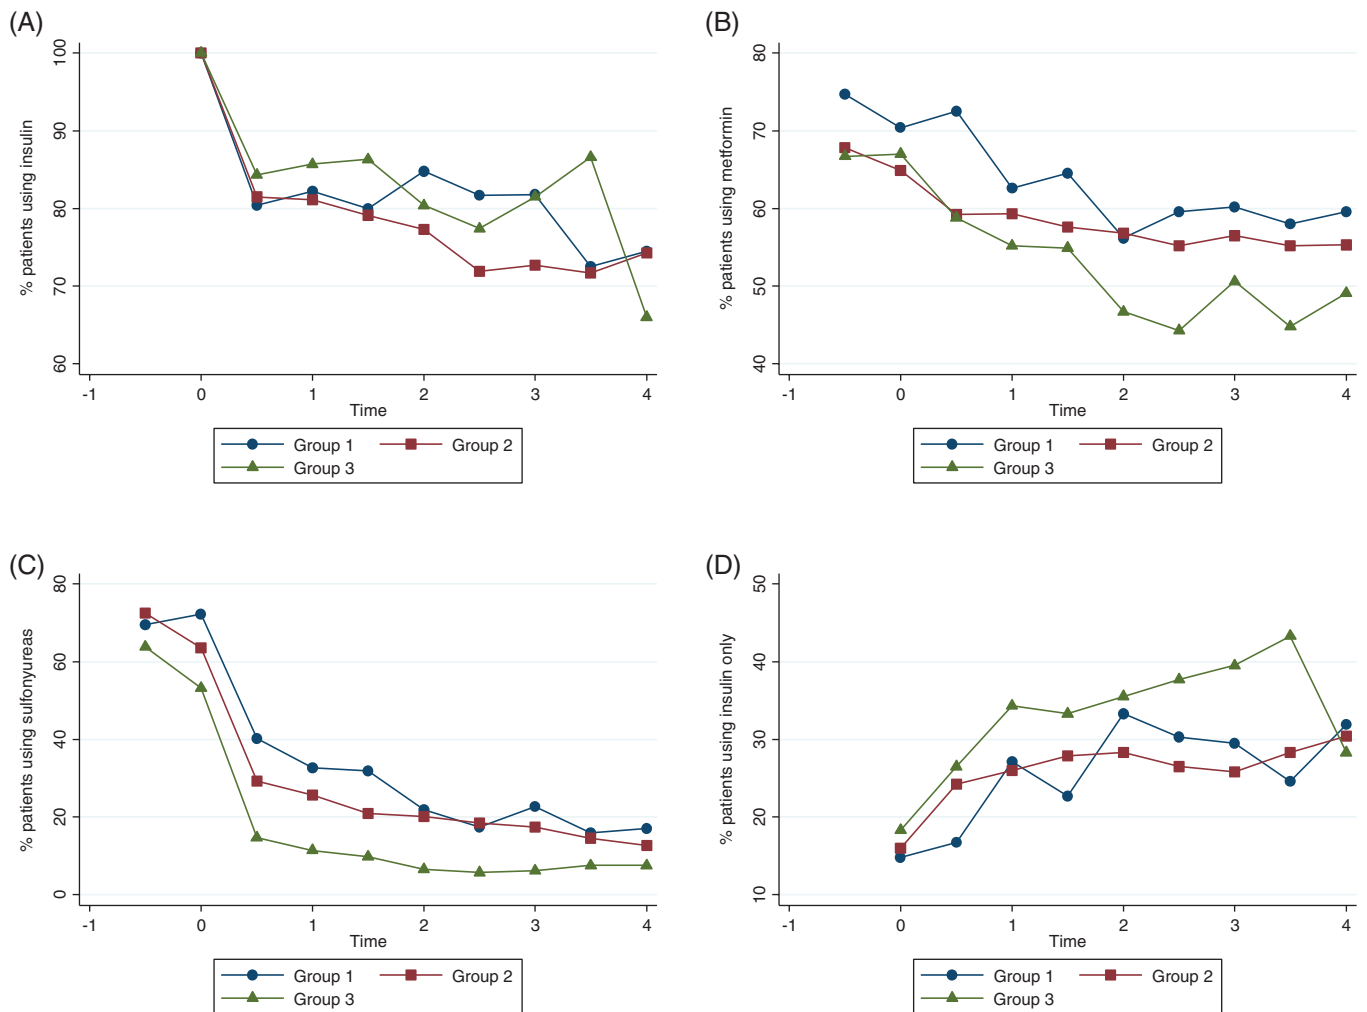 (A)
% patients using insulin
100
90
80
70
60
-1 0 1 2 3 4
Time
Group 1 Group 2
Group 3
(B)
% patients using metformin
80
70
60
50
40
-1 0 1 2 3 4
Time
Group 1 Group 2
Group 3
(C)
% patients using sulfonyureas
80
60
40
20
0
-1 0 1 2 3 4
Time
Group 1 Group 2
Group 3
(D)
% patients using insulin only
50
40
30
20
10
-1 0 1 2 3 4
Time
Group 1 Group 2
Group 3